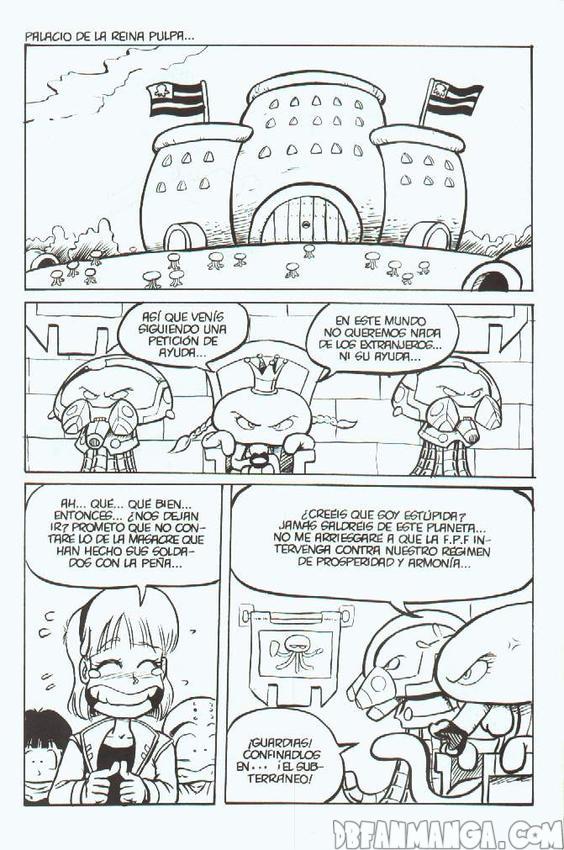 PALACIO DE LA REINA PULPA...
ASÍ QUE VENÍS
SIGUIENDO UNA
PETICIÓN DE
AYUDA...
EN ESTE MUNDO
NO QUEREMOS NADA
DE LOS EXTRANJEROS...
NI SU AYUDA...
AH... QUÉ... QUÉ BIEN...
ENTONCES... ¿NOS DEJAN
IR? PROMETO QUE NO CON-
TARÉ LO DE LA MASACRE QUE
HAN HECHO SUS SOLDA-
DOS CON LA PEÑA...
¿CREÉIS QUE SOY ESTÚPIDA?
JAMÁS SALDRÉIS DE ESTE PLANETA...
NO ME ARRIESGARÉ A QUE LA F.P.F IN-
TERVENGA CONTRA NUESTRO RÉGIMEN
DE PROSPERIDAD Y ARMONÍA...
¡GUARDIAS!
CONFINADLOS
EN... ¡EL SUB-
TERRÁNEO!
DBFANMANGA.COM